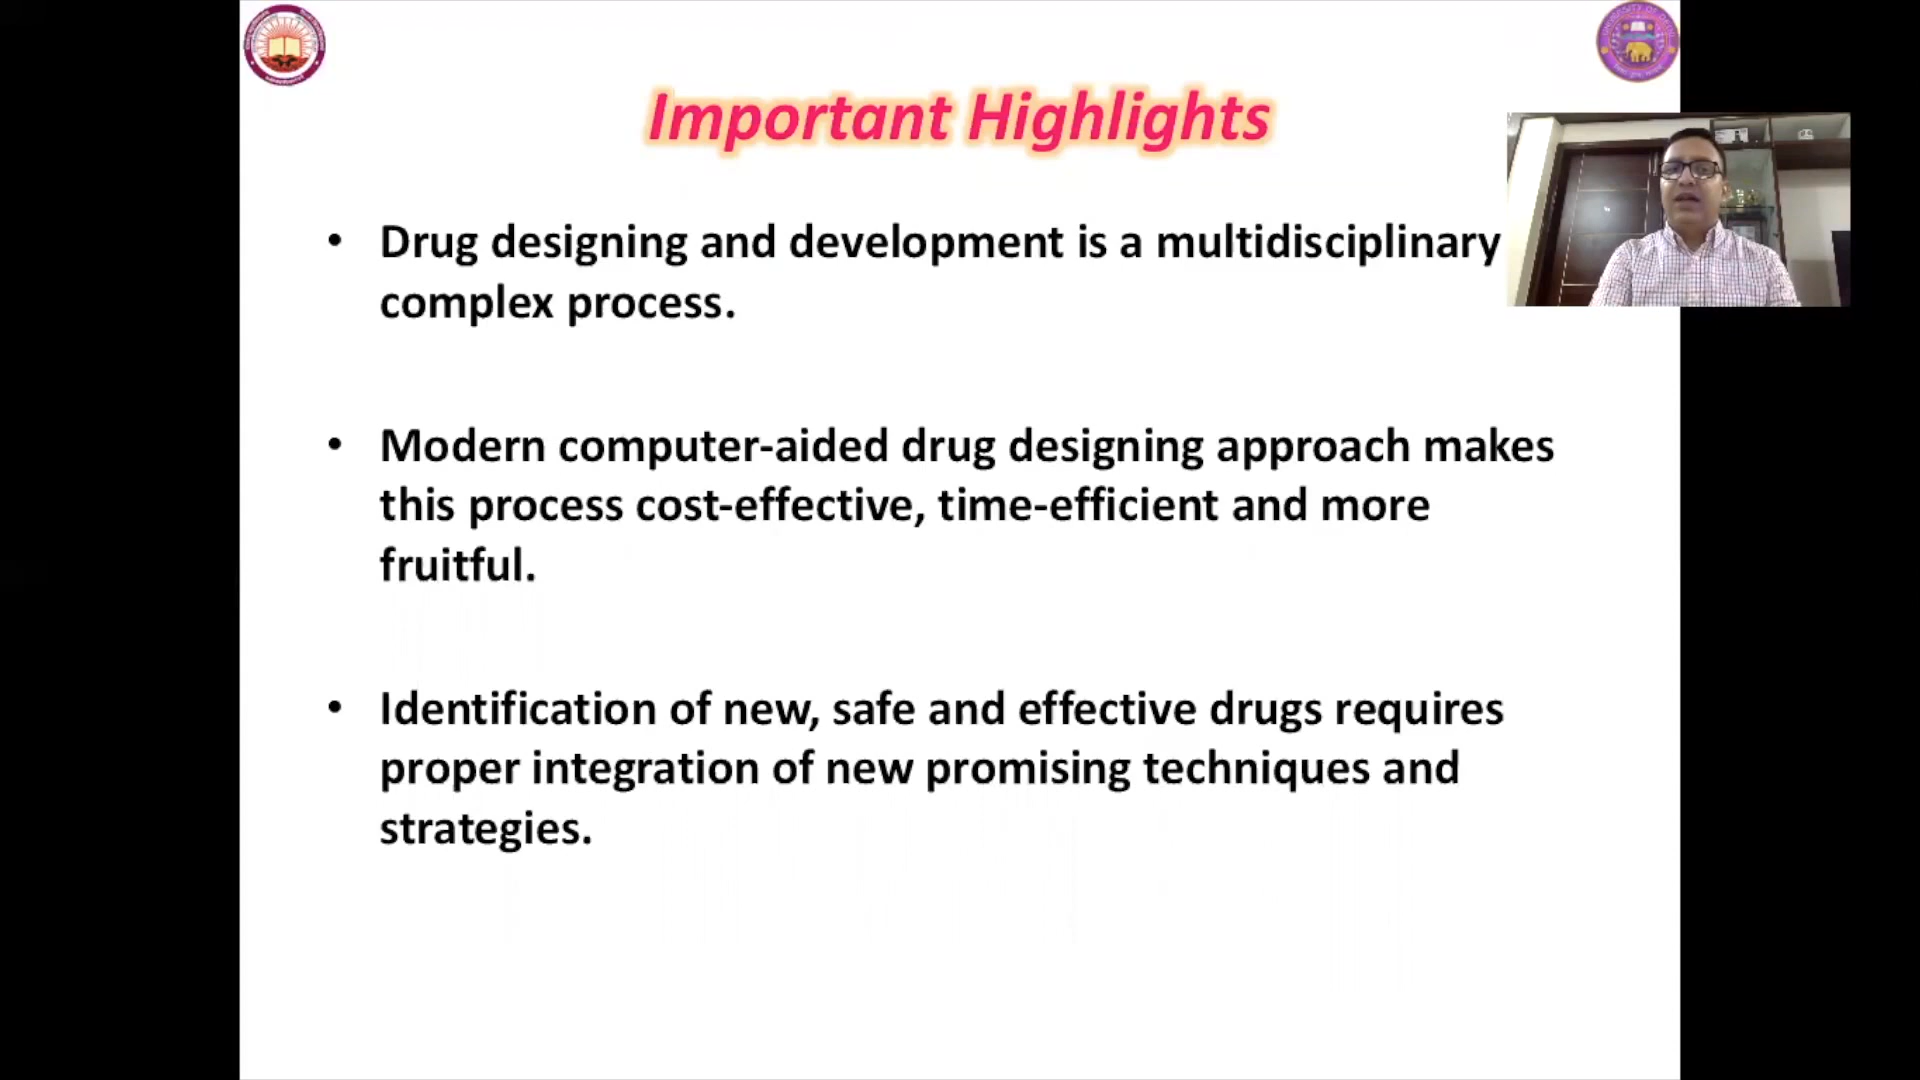 Important Highlights
• Drug designing and development is a multidisciplinary
complex process.
• Modern computer-aided drug designing approach makes
this process cost-effective, time-efficient and more
fruitful.
• Identification of new, safe and effective drugs requires
proper integration of new promising techniques and
strategies.